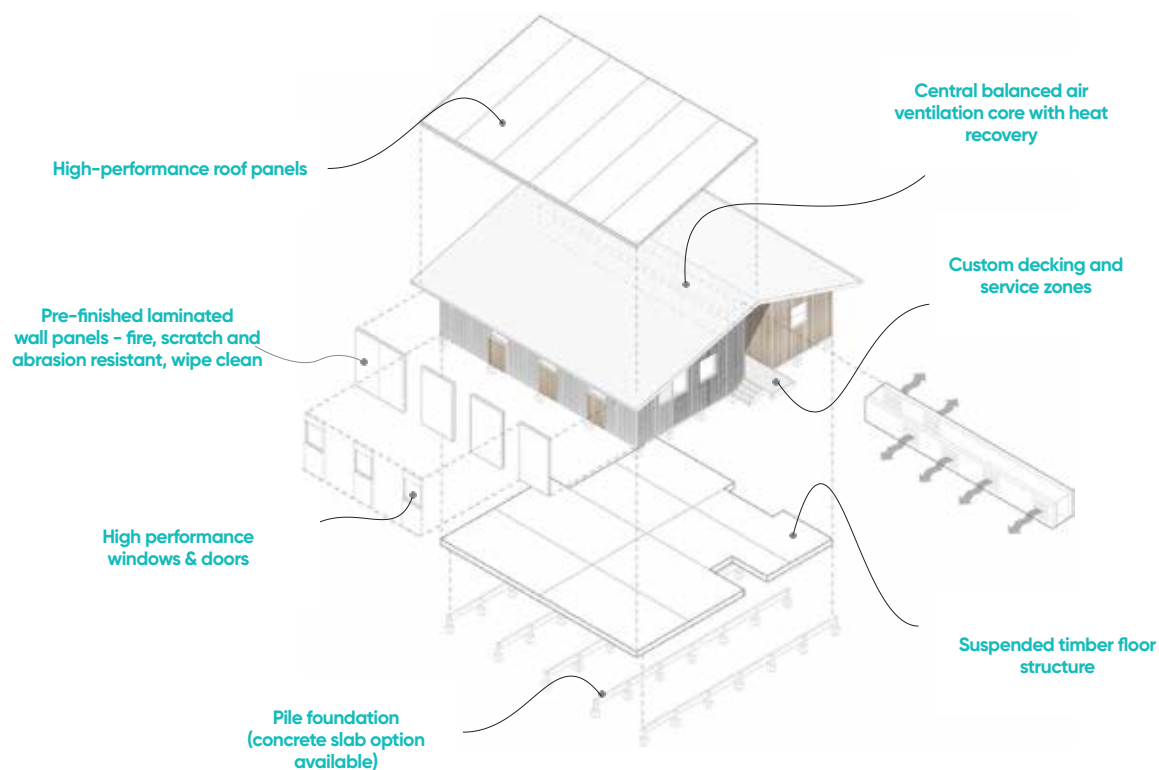 Central balanced air
ventilation core with heat
recovery
High-performance roof panels
Custom decking and
service zones
Pre-finished laminated
wall panels - fire, scratch and
abrasion resistant, wipe clean
High performance
windows & doors
Suspended timber floor
structure
Pile foundation
(concrete slab option
available)